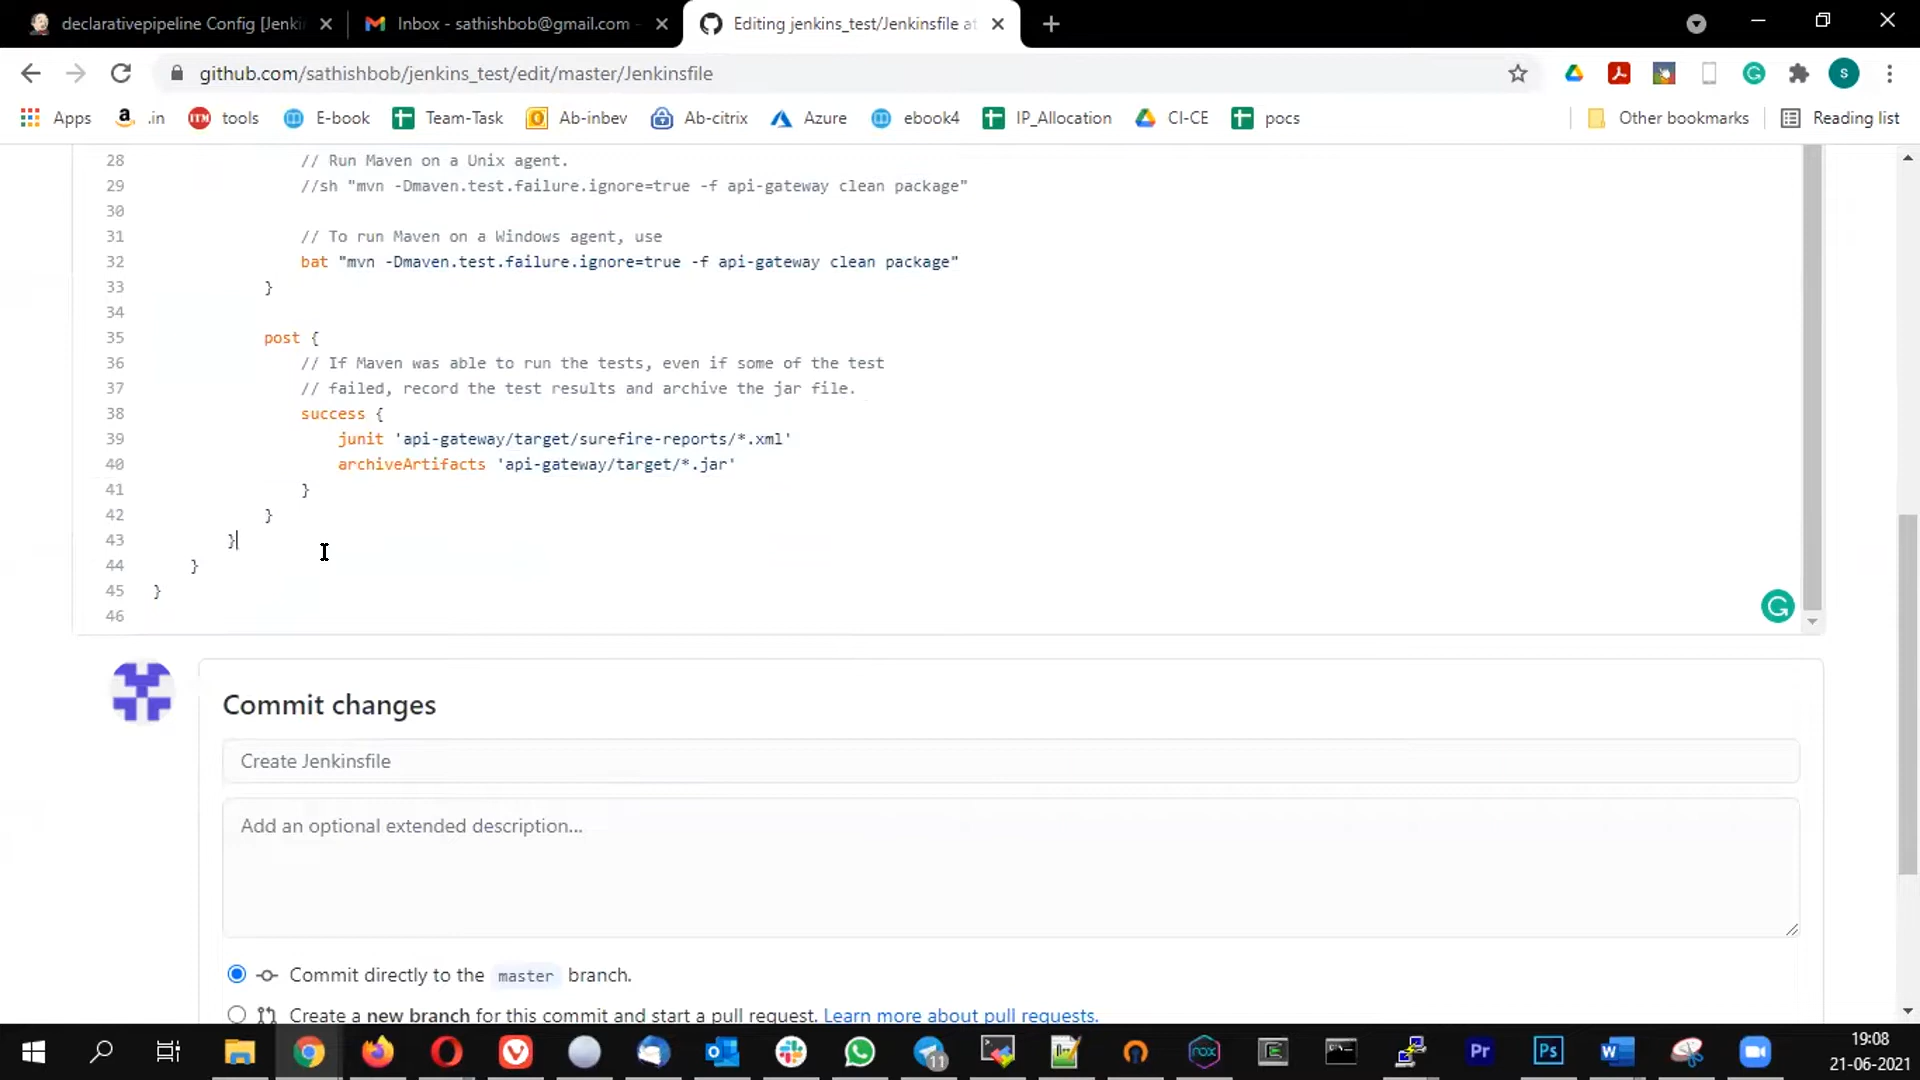 declarativepipeline Config [Jenki
Inbox - sathishbob@gmail.com -
Editing jenkins_test/Jenkinsfile at
github.com/sathishbob/jenkins_test/edit/master/Jenkinsfile
S
Apps
.in
ITM tools
E-book
Team-Task
Ab-inbev
Ab-citrix
Azure
ebook4
IP_Allocation
CI-CE
pocs
Other bookmarks
Reading list
28 // Run Maven on a Unix agent.
29 //sh "mvn -Dmaven.test.failure.ignore=true -f api-gateway clean package"
30
31 // To run Maven on a Windows agent, use
32 bat "mvn -Dmaven.test.failure.ignore=true -f api-gateway clean package"
33 }
34
35 post {
36 // If Maven was able to run the tests, even if some of the test
37 // failed, record the test results and archive the jar file.
38 success {
39 junit 'api-gateway/target/surefire-reports/*.xml'
40 archiveArtifacts 'api-gateway/target/*.jar'
41 }
42 }
43 }
44 }
45 }
46
Commit changes
Create Jenkinsfile
Add an optional extended description...
Commit directly to the master branch.
Create a new branch for this commit and start a pull request. Learn more about pull requests.
11
nox
Pr
Ps
W
19:08
21-06-2021